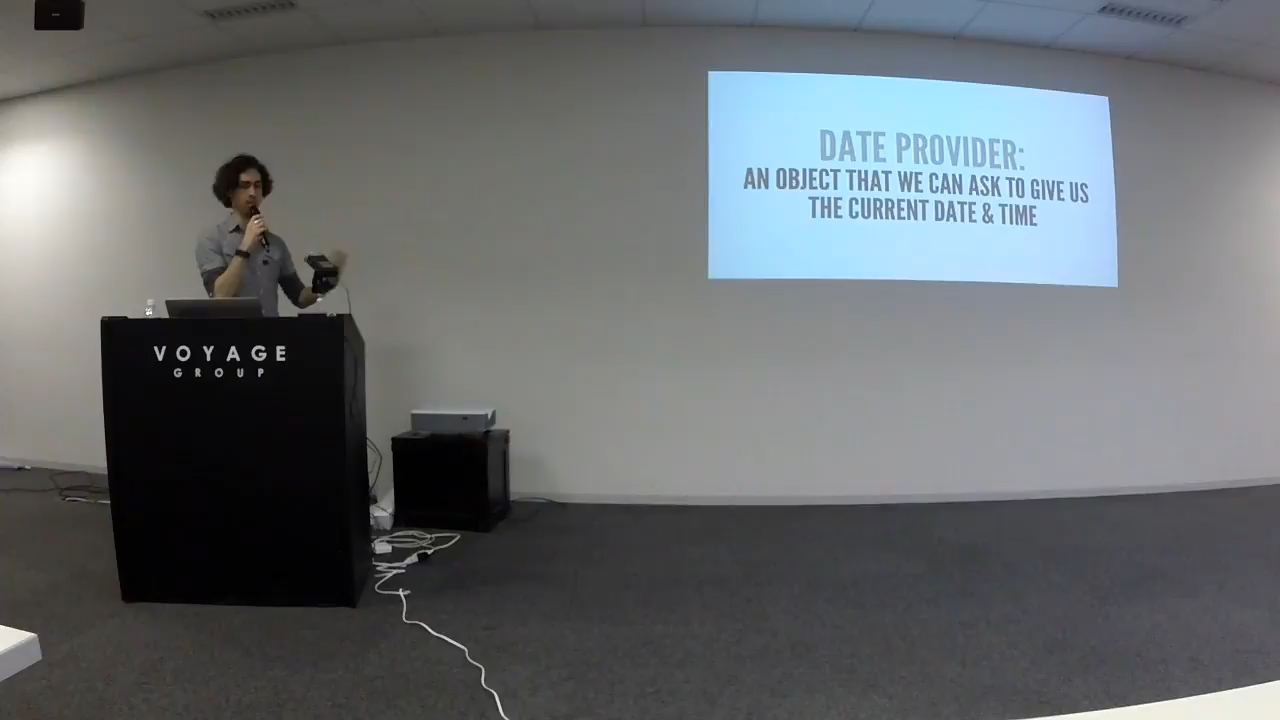 DATE PROVIDER:
AN OBJECT THAT WE CAN ASK TO GIVE US
THE CURRENT DATE & TIME
VOYAGE
GROUP